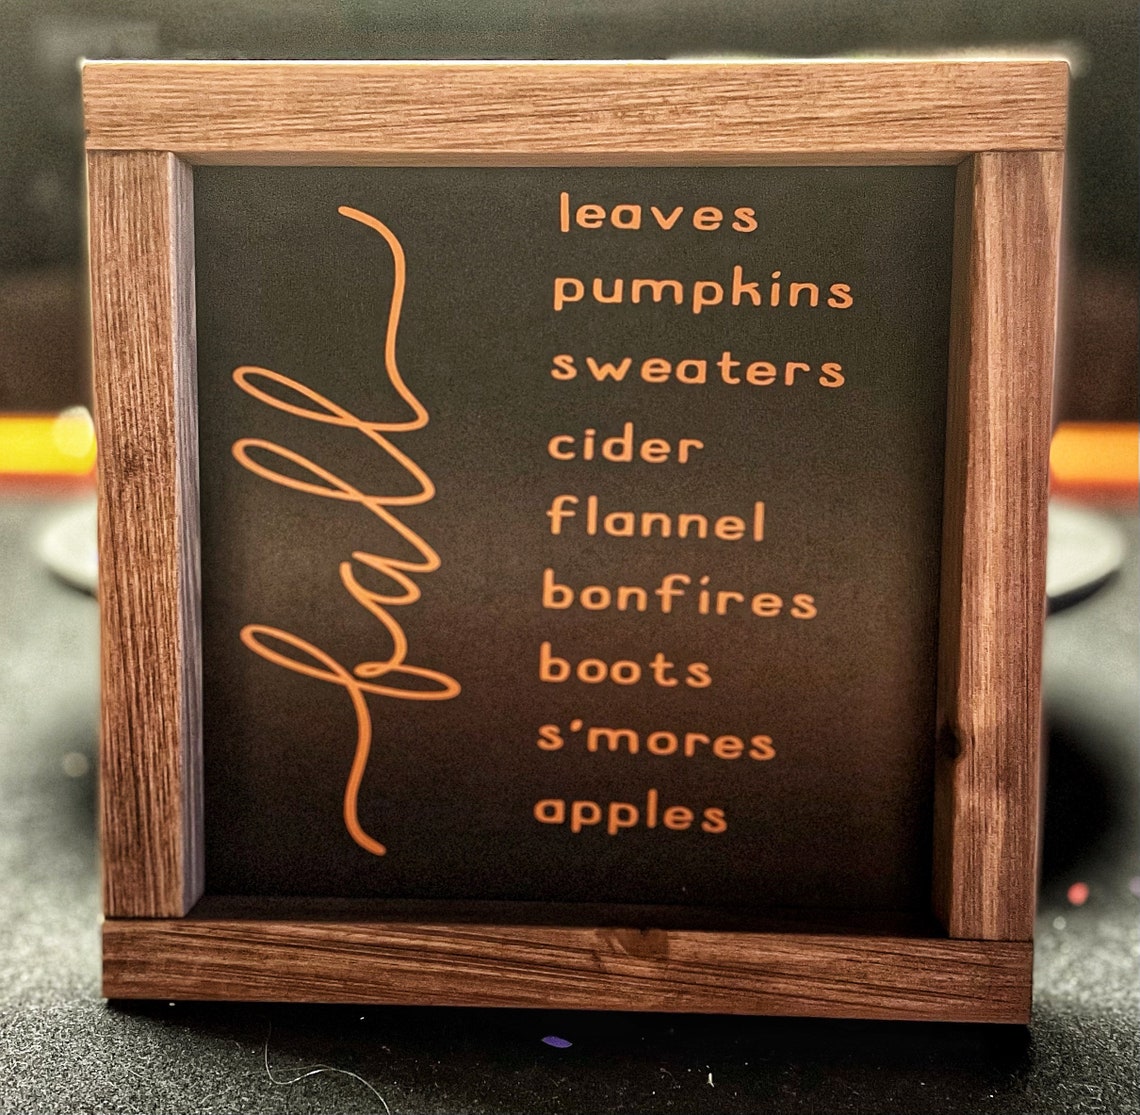 fall
leaves
pumpkins
sweaters
cider
flannel
bonfires
boots
s'mores
apples